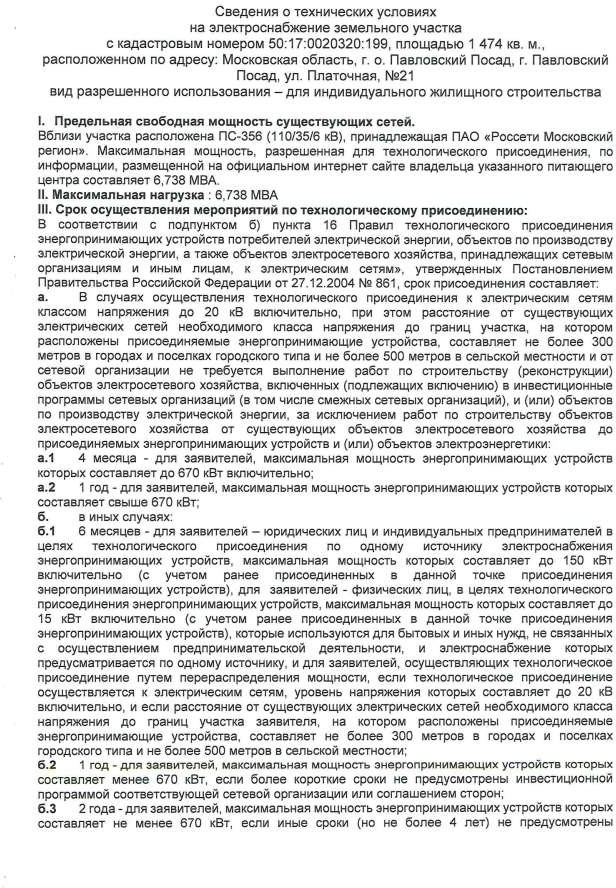 Сведения о технических условиях
на электроснабжение земельного участка
с кадастровым номером 50:17:0020320:199, площадью 1 474 кв. м.,
расположенном по адресу: Московская область, г. о. Павловский Посад, г. Павловский
Посад, ул. Платочная, №21
вид разрешенного использования – для индивидуального жилищного строительства
I. Предельная свободная мощность существующих сетей.
Вблизи участка расположена ПС-356 (110/35/6 кВ), принадлежащая ПАО «Россети Московский
регион». Максимальная мощность, разрешенная для технологического присоединения, по
информации, размещенной на официальном интернет сайте владельца указанного питающего
центра составляет 6,738 МВА.
II. Максимальная нагрузка : 6,738 МВА
III. Срок осуществления мероприятий по технологическому присоединению:
В соответствии с подпунктом б) пункта 16 Правил технологического присоединения
энергопринимающих устройств потребителей электрической энергии, объектов по производству
электрической энергии, а также объектов электросетевого хозяйства, принадлежащих сетевым
организациям и иным лицам, к электрическим сетям», утвержденных Постановлением
Правительства Российской Федерации от 27.12.2004 № 861, срок присоединения составляет:
а. В случаях осуществления технологического присоединения к электрическим сетям
классом напряжения до 20 кВ включительно, при этом расстояние от существующих
электрических сетей необходимого класса напряжения до границ участка, на котором
расположены присоединяемые энергопринимающие устройства, составляет не более 300
метров в городах и поселках городского типа и не более 500 метров в сельской местности и от
сетевой организации не требуется выполнение работ по строительству (реконструкции)
объектов электросетевого хозяйства, включенных (подлежащих включению) в инвестиционные
программы сетевых организаций (в том числе смежных сетевых организаций), и (или) объектов
по производству электрической энергии, за исключением работ по строительству объектов
электросетевого хозяйства от существующих объектов электросетевого хозяйства до
присоединяемых энергопринимающих устройств и (или) объектов электроэнергетики:
а.1 4 месяца - для заявителей, максимальная мощность энергопринимающих устройств
которых составляет до 670 кВт включительно;
а.2 1 год - для заявителей, максимальная мощность энергопринимающих устройств которых
составляет свыше 670 кВт;
б. в иных случаях:
б.1 6 месяцев - для заявителей – юридических лиц и индивидуальных предпринимателей в
целях технологического присоединения по одному источнику электроснабжения
энергопринимающих устройств, максимальная мощность которых составляет до 150 кВт
включительно (с учетом ранее присоединенных в данной точке присоединения
энергопринимающих устройств), для заявителей - физических лиц, в целях технологического
присоединения энергопринимающих устройств, максимальная мощность которых составляет до
15 кВт включительно (с учетом ранее присоединенных в данной точке присоединения
энергопринимающих устройств), которые используются для бытовых и иных нужд, не связанных
с осуществлением предпринимательской деятельности, и электроснабжение которых
предусматривается по одному источнику, и для заявителей, осуществляющих технологическое
присоединение путем перераспределения мощности, если технологическое присоединение
осуществляется к электрическим сетям, уровень напряжения которых составляет до 20 кВ
включительно, и если расстояние от существующих электрических сетей необходимого класса
напряжения до границ участка заявителя, на котором расположены присоединяемые
энергопринимающие устройства, составляет не более 300 метров в городах и поселках
городского типа и не более 500 метров в сельской местности;
б.2 1 год - для заявителей, максимальная мощность энергопринимающих устройств которых
составляет менее 670 кВт, если более короткие сроки не предусмотрены инвестиционной
программой соответствующей сетевой организации или соглашением сторон;
б.3 2 года - для заявителей, максимальная мощность энергопринимающих устройств которых
составляет не менее 670 кВт, если иные сроки (но не более 4 лет) не предусмотрены